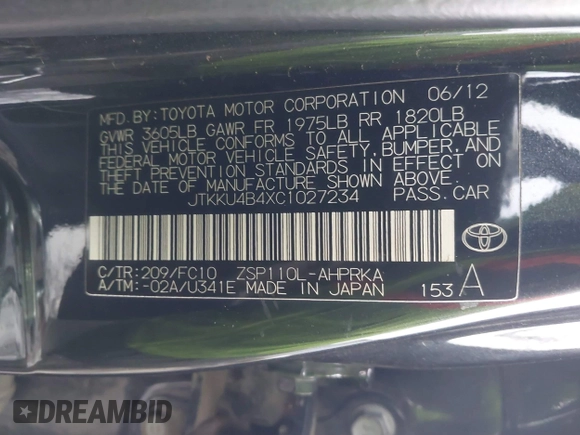 MFD. BY: TOYOTA MOTOR CORPORATION 06/12
GVWR 3605LB GAWR FR 1975LB RR 1820LB
THIS VEHICLE CONFORMS TO ALL APPLICABLE
FEDERAL MOTOR VEHICLE SAFETY, BUMPER, AND
THEFT PREVENTION STANDARDS IN EFFECT ON
THE DATE OF MANUFACTURE SHOWN ABOVE.
JTKKU4B4XC1027234 PASS. CAR
C/TR: 209/FC10 ZSP110L-AHPRKA
A/TM: -02A/U341E MADE IN JAPAN 153 A
DREAMBID